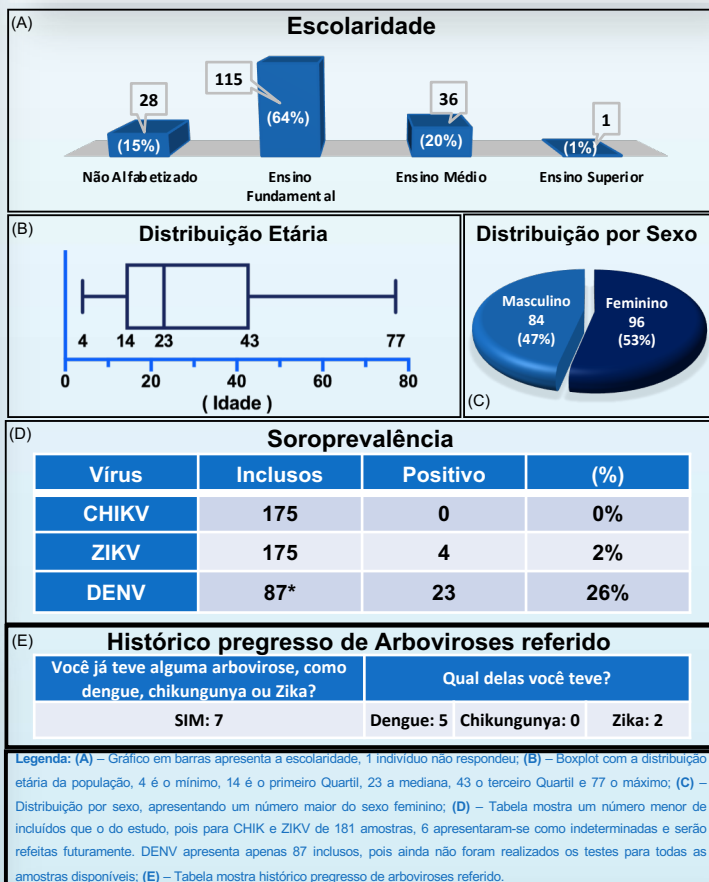 (A)
Escolaridade
28
115
36
1
(15%)
(64%)
(20%)
(1%)
Não Alfabetizado
Ensino
Fundamental
Ensino Médio
Ensino Superior
(B)
Distribuição Etária
4
14
23
43
77
0
20
40
60
80
( Idade )
Distribuição por Sexo
Masculino
84
(47%)
Feminino
96
(53%)
(C)
(D)
Soroprevalência
Vírus Inclusos Positivo (%)
CHIKV 175 0 0%
ZIKV 175 4 2%
DENV 87* 23 26%
(E)
Histórico pregresso de Arboviroses referido
Você já teve alguma arbovirose, como
dengue, chikungunya ou Zika?
Qual delas você teve?
SIM: 7 Dengue: 5 Chikungunya: 0 Zika: 2
Legenda: (A) – Gráfico em barras apresenta a escolaridade, 1 indivíduo não respondeu; (B) – Boxplot com a distribuição
etária da população, 4 é o mínimo, 14 é o primeiro Quartil, 23 a mediana, 43 o terceiro Quartil e 77 o máximo; (C) –
Distribuição por sexo, apresentando um número maior do sexo feminino; (D) – Tabela mostra um número menor de
incluídos que o do estudo, pois para CHIK e ZIKV de 181 amostras, 6 apresentaram-se como indeterminadas e serão
refeitas futuramente. DENV apresenta apenas 87 inclusos, pois ainda não foram realizados os testes para todas as
amostras disponíveis; (E) – Tabela mostra histórico pregresso de arboviroses referido.